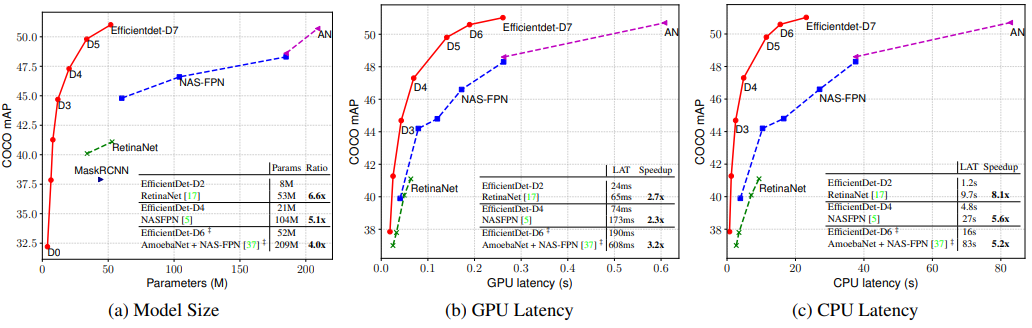 COCO mAP
50.0
47.5
45.0
42.5
40.0
37.5
35.0
32.5
0
50
100
150
200
Parameters (M)
Efficientdet-D7
D5
D4
D3
D0
AN
NAS-FPN
RetinaNet
MaskRCNN
Params Ratio
EfficientDet-D2 8M
RetinaNet [17] 53M 6.6x
EfficientDet-D4 21M
NASFPN [5] 104M 5.1x
EfficientDet-D6 ‡ 52M
AmoebaNet + NAS-FPN [37] ‡ 209M 4.0x
(a) Model Size
COCO mAP
50
48
46
44
42
40
38
0.0
0.1
0.2
0.3
0.4
0.5
0.6
GPU latency (s)
Efficientdet-D7
D6
D5
D4
D3
AN
NAS-FPN
RetinaNet
LAT Speedup
EfficientDet-D2 24ms
RetinaNet [17] 65ms 2.7x
EfficientDet-D4 74ms
NASFPN [5] 173ms 2.3x
EfficientDet-D6 ‡ 190ms
AmoebaNet + NAS-FPN [37] ‡ 608ms 3.2x
(b) GPU Latency
COCO mAP
50
48
46
44
42
40
38
0
20
40
60
80
CPU latency (s)
Efficientdet-D7
D6
D5
D4
D3
AN
NAS-FPN
RetinaNet
LAT Speedup
EfficientDet-D2 1.2s
RetinaNet [17] 9.7s 8.1x
EfficientDet-D4 4.8s
NASFPN [5] 27s 5.6x
EfficientDet-D6 ‡ 16s
AmoebaNet + NAS-FPN [37] ‡ 83s 5.2x
(c) CPU Latency